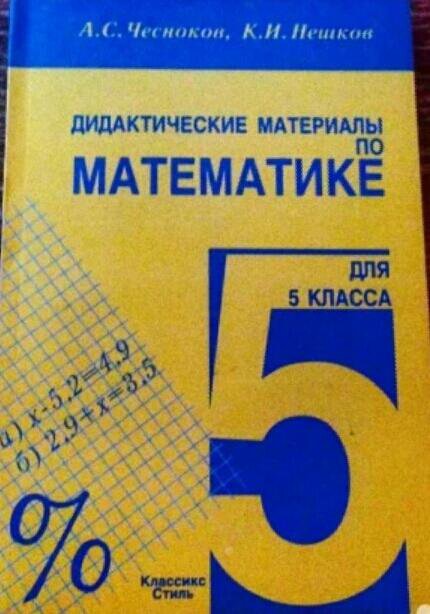 А.С. Чесноков, К.И. Нешков
ДИДАКТИЧЕСКИЕ МАТЕРИАЛЫ
ПО
МАТЕМАТИКЕ
ДЛЯ
5 КЛАССА
5
а) x-5,2=4,9
б) 2,9+x=3,5
%
Классикс
Стиль